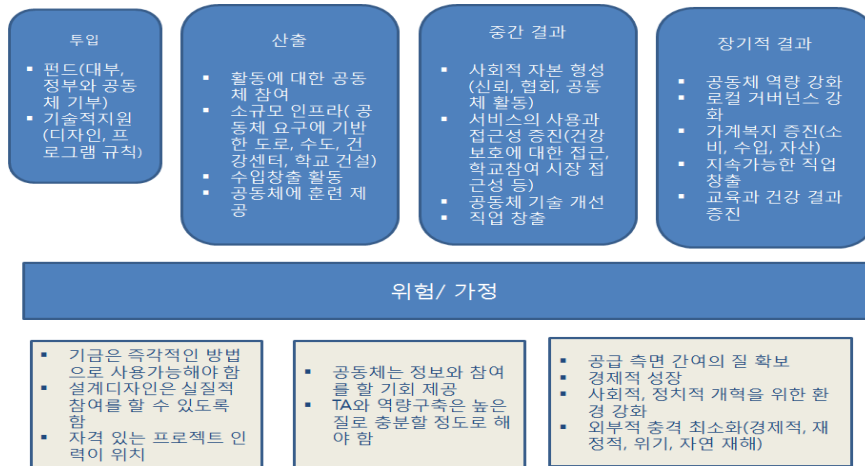 투입
▪ 펀드(대부,
정부와 공동
체 기부)
▪ 기술적지원
(디자인, 프
로그램 규칙)
산출
▪ 활동에 대한 공동
체 참여
▪ 소규모 인프라( 공
동체 요구에 기반
한 도로, 수도, 건
강센터, 학교 건설)
▪ 수입창출 활동
▪ 공동체에 훈련 제
공
중간 결과
▪ 사회적 자본 형성
(신뢰, 협회, 공동
체 활동)
▪ 서비스의 사용과
접근성 증진(건강
보호에 대한 접근,
학교참여 시장 접
근성 등)
▪ 공동체 기술 개선
▪ 직업 창출
장기적 결과
▪ 공동체 역량 강화
▪ 로컬 거버넌스 강
화
▪ 가계복지 증진(소
비, 수입, 자산)
▪ 지속가능한 직업
창출
▪ 교육과 건강 결과
증진
위험/ 가정
▪ 기금은 즉각적인 방법
으로 사용가능해야 함
▪ 설계디자인은 실질적
참여를 할 수 있도록
함
▪ 자격 있는 프로젝트 인
력이 위치
▪ 공동체는 정보와 참여
를 할 기회 제공
▪ TA와 역량구축은 높은
질로 충분할 정도로 해
야 함
▪ 공급 측면 간여의 질 확보
▪ 경제적 성장
▪ 사회적, 정치적 개혁을 위한 환
경 강화
▪ 외부적 충격 최소화(경제적, 재
정적, 위기, 자연 재해)